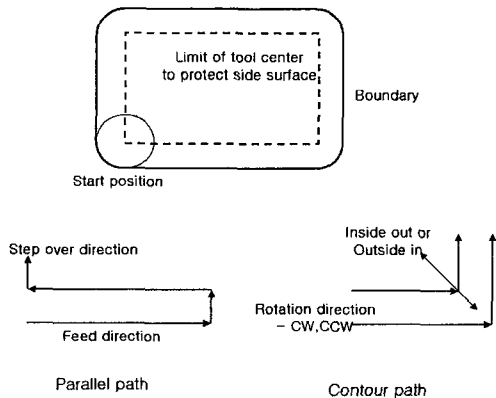 Limit of tool center
to protect side surface
Boundary
Start position
Step over direction
Feed direction
Parallel path
Inside out or
Outside in
Rotation direction
- CW,CCW
Contour path